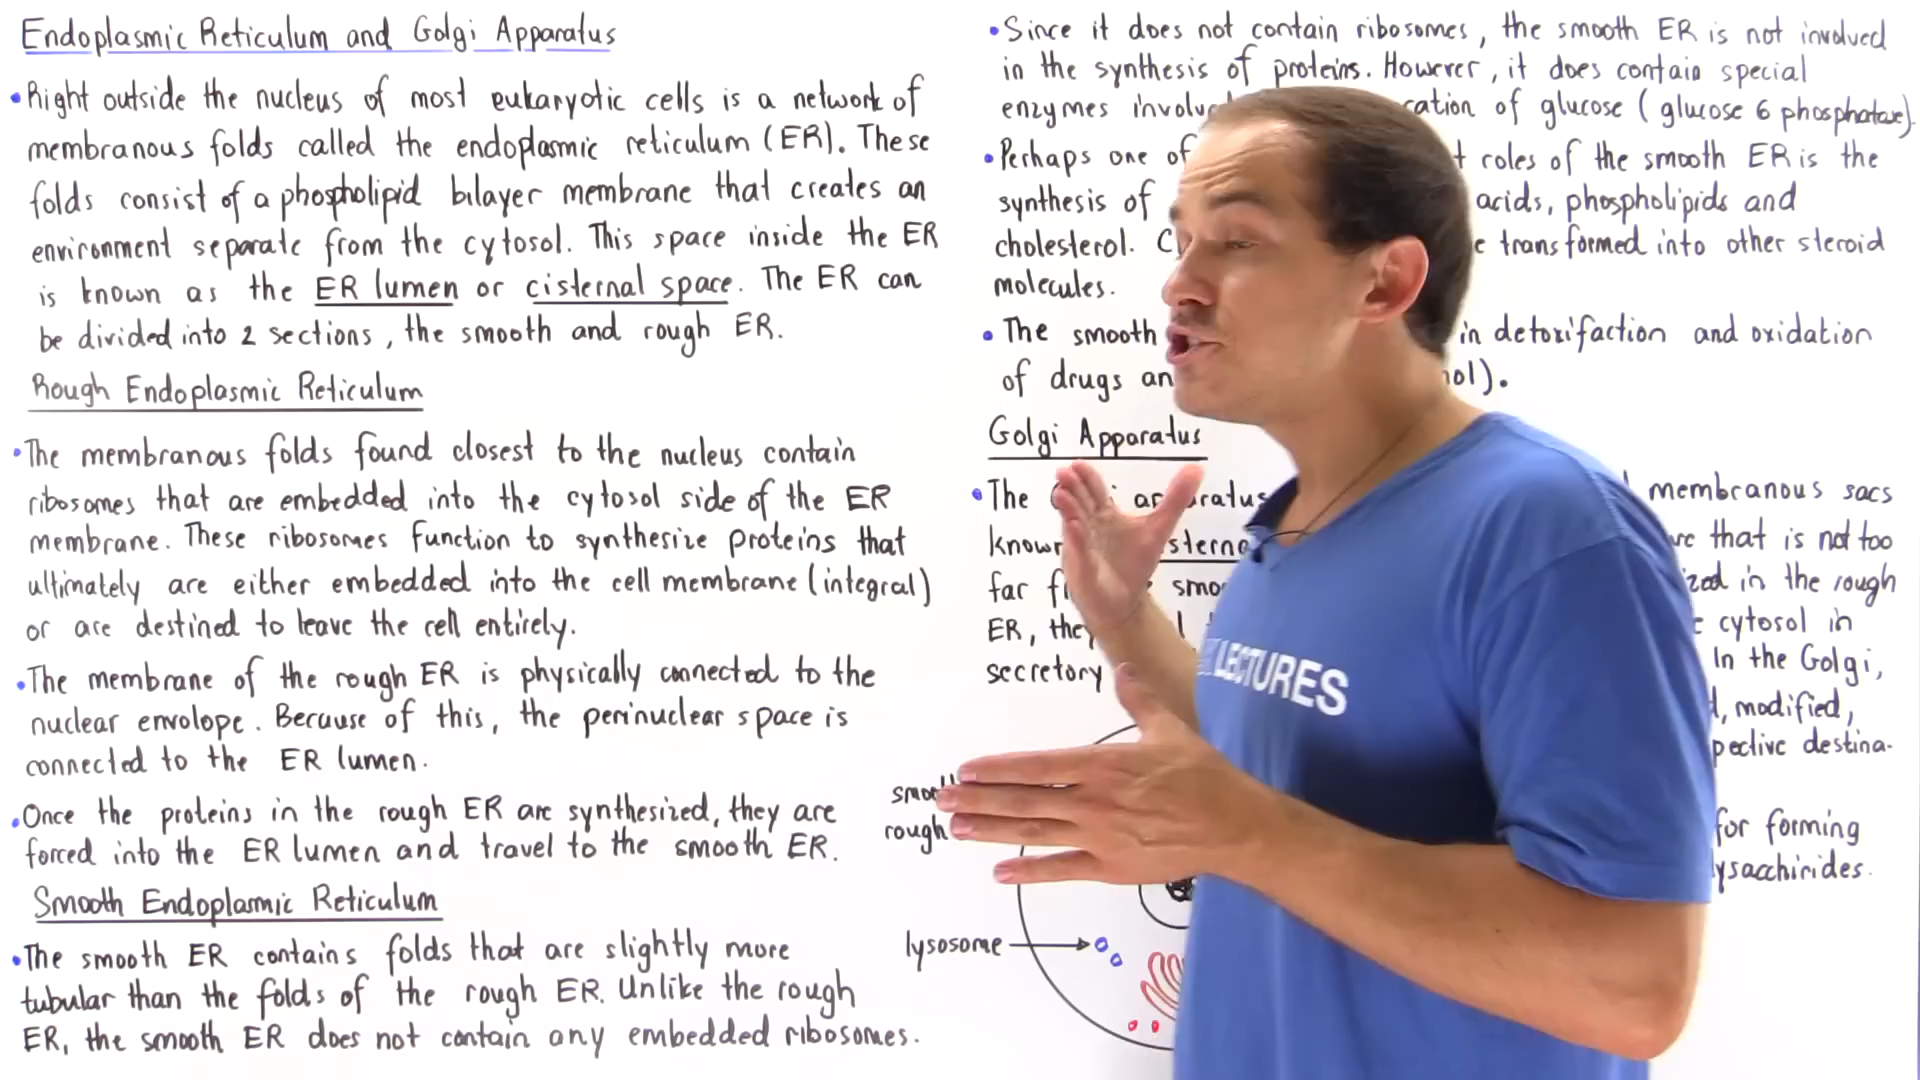 Endoplasmic Reticulum and Golgi Apparatus
• Right outside the nucleus of most eukaryotic cells is a network of
membranous folds called the endoplasmic reticulum (ER). These
folds consist of a phospholipid bilayer membrane that creates an
environment separate from the cytosol. This space inside the ER
is known as the ER lumen or cisternal space. The ER can
be divided into 2 sections, the smooth and rough ER.
Rough Endoplasmic Reticulum
• The membranous folds found closest to the nucleus contain
ribosomes that are embedded into the cytosol side of the ER
membrane. These ribosomes function to synthesize proteins that
ultimately are either embedded into the cell membrane (integral)
or are destined to leave the cell entirely.
• The membrane of the rough ER is physically connected to the
nuclear envolope. Because of this, the perinuclear space is
connected to the ER lumen.
• Once the proteins in the rough ER are synthesized, they are
forced into the ER lumen and travel to the smooth ER.
Smooth Endoplasmic Reticulum
• The smooth ER contains folds that are slightly more
tubular than the folds of the rough ER. Unlike the rough
ER, the smooth ER does not contain any embedded ribosomes.
• Since it does not contain ribosomes, the smooth ER is not involved
in the synthesis of proteins. However, it does contain special
enzymes of glucose (glucose 6 phosphatase).
• Perhaps one of roles of the smooth ER is the
synthesis of acids, phospholipids and
cholesterol. transformed into other steroid
molecules.
• The smooth in detoxifaction and oxidation
of drugs
Golgi Apparatus
• The membranous sacs
that is not too
far in the rough
ER, cytosol in
secretory In the Golgi,
modified,
destina-
for forming
rough
lysosome
LECTURES